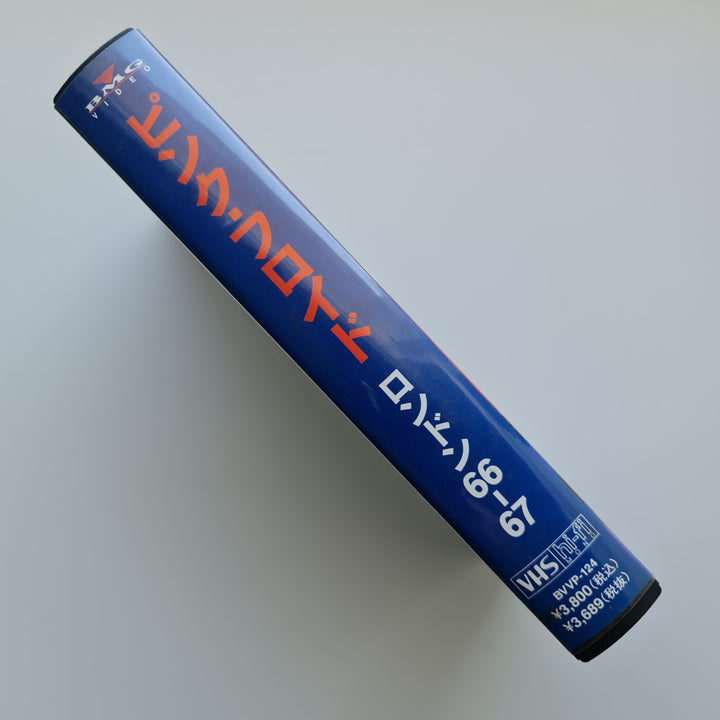 BMG
VIDEO
ピンク・フロイド
ロンドン66-67
VHS hi-fi
MONO
BVVP-124
¥3,800(税込)
¥3,689(税抜)